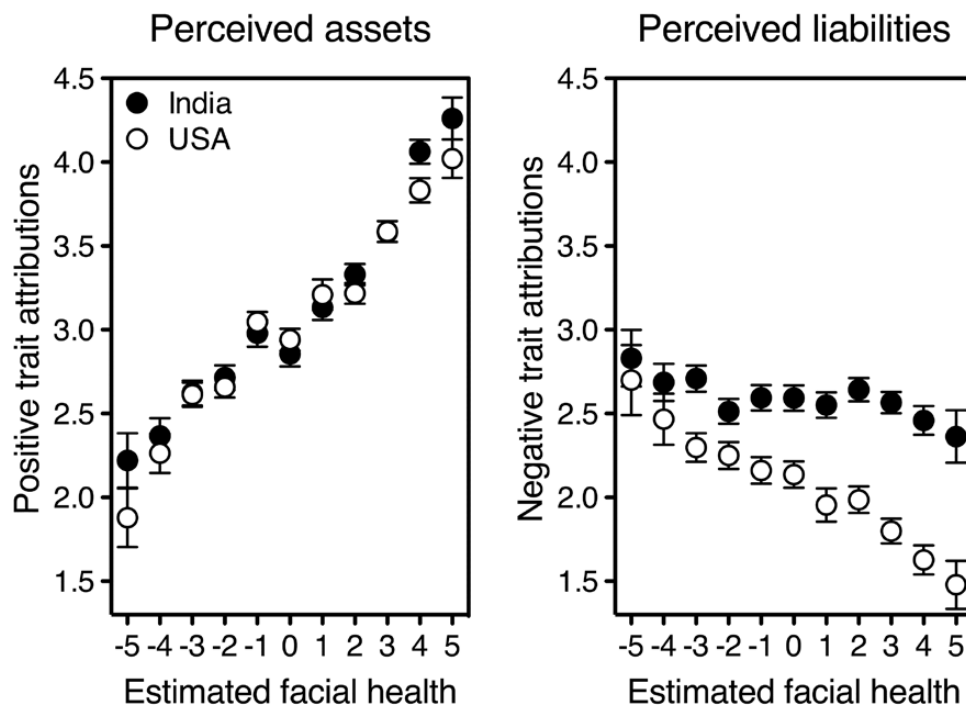 Perceived assets
Positive trait attributions
4.5
4.0
3.5
3.0
2.5
2.0
1.5
India
USA
-5 -4 -3 -2 -1 0 1 2 3 4 5
Estimated facial health
Perceived liabilities
Negative trait attributions
4.5
4.0
3.5
3.0
2.5
2.0
1.5
-5 -4 -3 -2 -1 0 1 2 3 4 5
Estimated facial health